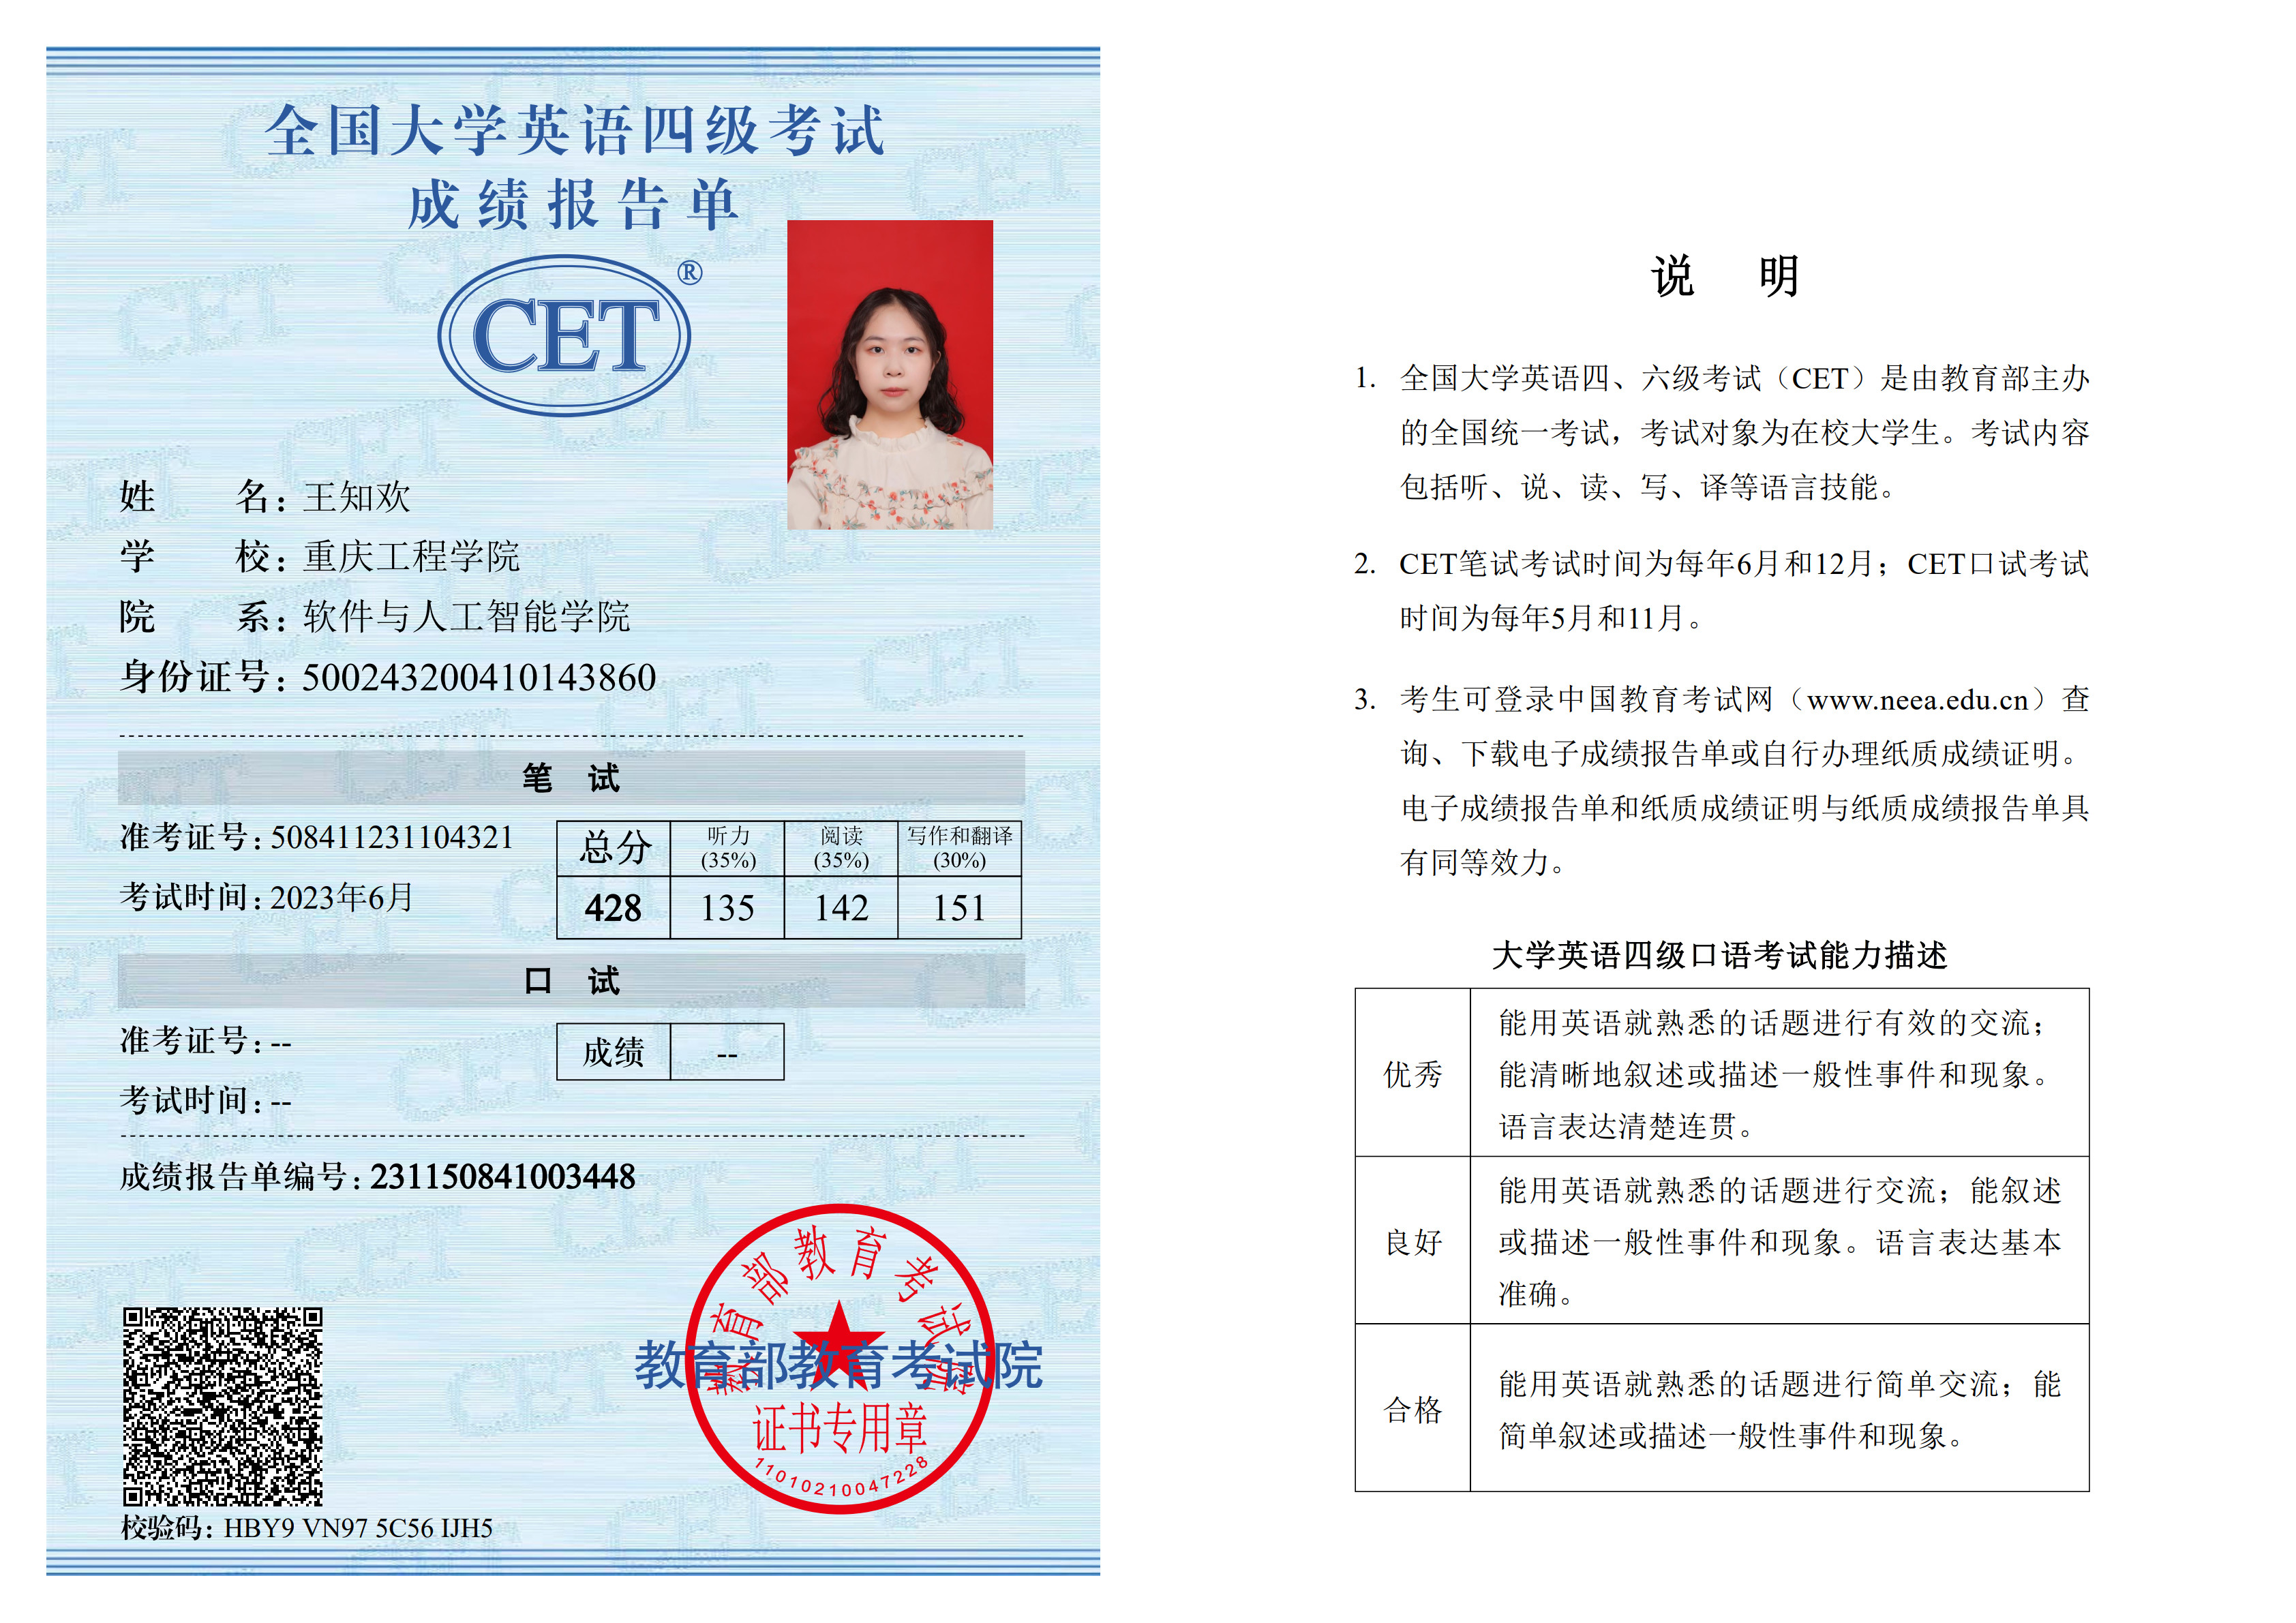 全国大学英语四级考试
成绩报告单
CET®
姓名：王知欢
学校：重庆工程学院
院系：软件与人工智能学院
身份证号：500243200410143860
笔 试
准考证号：508411231104321
考试时间：2023年6月
总分 听力(35%) 阅读(35%) 写作和翻译(30%)
428 135 142 151
口 试
准考证号：--
考试时间：--
成绩 --
成绩报告单编号：231150841003448
教育部教育考试院
教育部教育考试院
证书专用章
11010210047228
校验码：HBY9 VN97 5C56 IJH5
说 明
1. 全国大学英语四、六级考试（CET）是由教育部主办
的全国统一考试，考试对象为在校大学生。考试内容
包括听、说、读、写、译等语言技能。
2. CET笔试考试时间为每年6月和12月；CET口试考试
时间为每年5月和11月。
3. 考生可登录中国教育考试网（www.neea.edu.cn）查
询、下载电子成绩报告单或自行办理纸质成绩证明。
电子成绩报告单和纸质成绩证明与纸质成绩报告单具
有同等效力。
大学英语四级口语考试能力描述
优秀
能用英语就熟悉的话题进行有效的交流；
能清晰地叙述或描述一般性事件和现象。
语言表达清楚连贯。
良好
能用英语就熟悉的话题进行交流；能叙述
或描述一般性事件和现象。语言表达基本
准确。
合格
能用英语就熟悉的话题进行简单交流；能
简单叙述或描述一般性事件和现象。